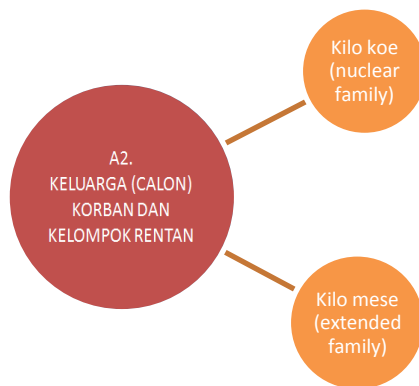 Kilo koe
(nuclear
family)
A2.
KELUARGA (CALON)
KORBAN DAN
KELOMPOK RENTAN
Kilo mese
(extended
family)